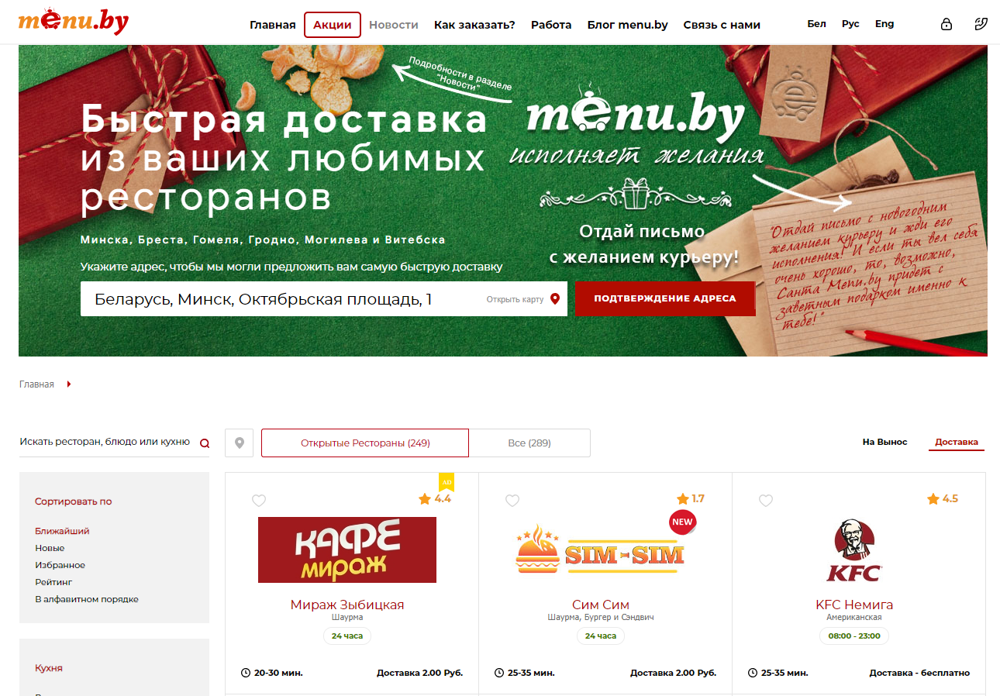 menu.by
Главная Акции Новости Как заказать? Работа Блог menu.by Связь с нами Бел Рус Eng
Подробности в разделе
"Новости"
Быстрая доставка
из ваших любимых
ресторанов
Минска, Бреста, Гомеля, Гродно, Могилева и Витебска
Укажите адрес, чтобы мы могли предложить вам самую быструю доставку
Беларусь, Минск, Октябрьская площадь, 1 Открыть карту ПОДТВЕРЖДЕНИЕ АДРЕСА
menu.by
исполняет желания
Отдай письмо
с желанием курьеру!
"Отдай письмо с новогодним
желанием курьеру и жди его
исполнения! И если ты вел себя
очень хорошо, то, возможно,
Санта Menu.by придет с
заветным подарком именно к
тебе!"
Главная
Искать ресторан, блюдо или кухню
Открытые Рестораны (249) Все (289) На Вынос Доставка
Сортировать по
Ближайший
Новые
Избранное
Рейтинг
В алфавитном порядке
Кухня
AD
4.4
КАФЕ
мираж
Мираж Зыбицкая
Шаурма
24 часа
20-30 мин. Доставка 2.00 Руб.
1.7
NEW
SIM-SIM
Сим Сим
Шаурма, Бургер и Сэндвич
24 часа
25-35 мин. Доставка 2.00 Руб.
4.5
KFC
KFC Немига
Американская
08:00 - 23:00
25-35 мин. Доставка - бесплатно